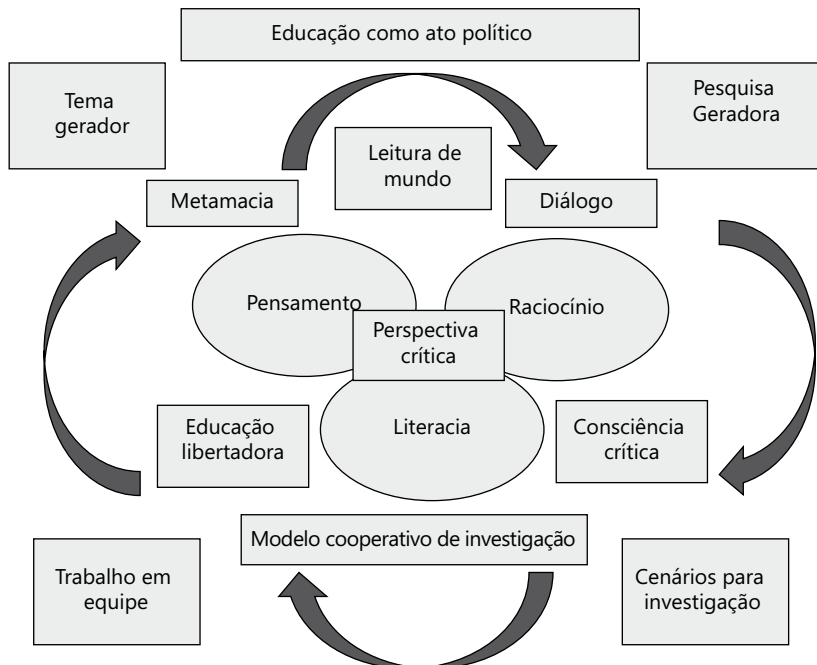 Educação como ato político
Tema
gerador
Pesquisa
Geradora
Leitura de
mundo
Metamacia
Diálogo
Pensamento
Raciocínio
Perspectiva
crítica
Educação
libertadora
Literacia
Consciência
crítica
Modelo cooperativo de investigação
Trabalho em
equipe
Cenários para
investigação